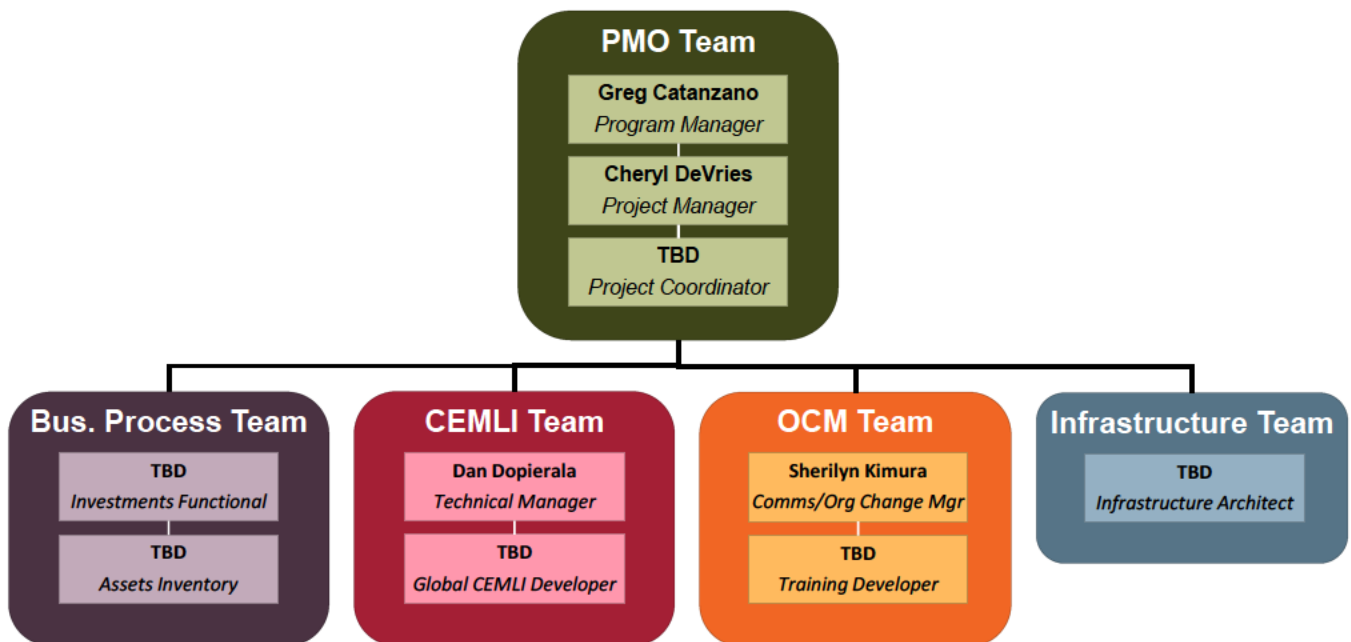 PMO Team
Greg Catanzano
Program Manager
Cheryl DeVries
Project Manager
TBD
Project Coordinator
Bus. Process Team
TBD
Investments Functional
TBD
Assets Inventory
CEMLI Team
Dan Dopierala
Technical Manager
TBD
Global CEMLI Developer
OCM Team
Sherilyn Kimura
Comms/Org Change Mgr
TBD
Training Developer
Infrastructure Team
TBD
Infrastructure Architect